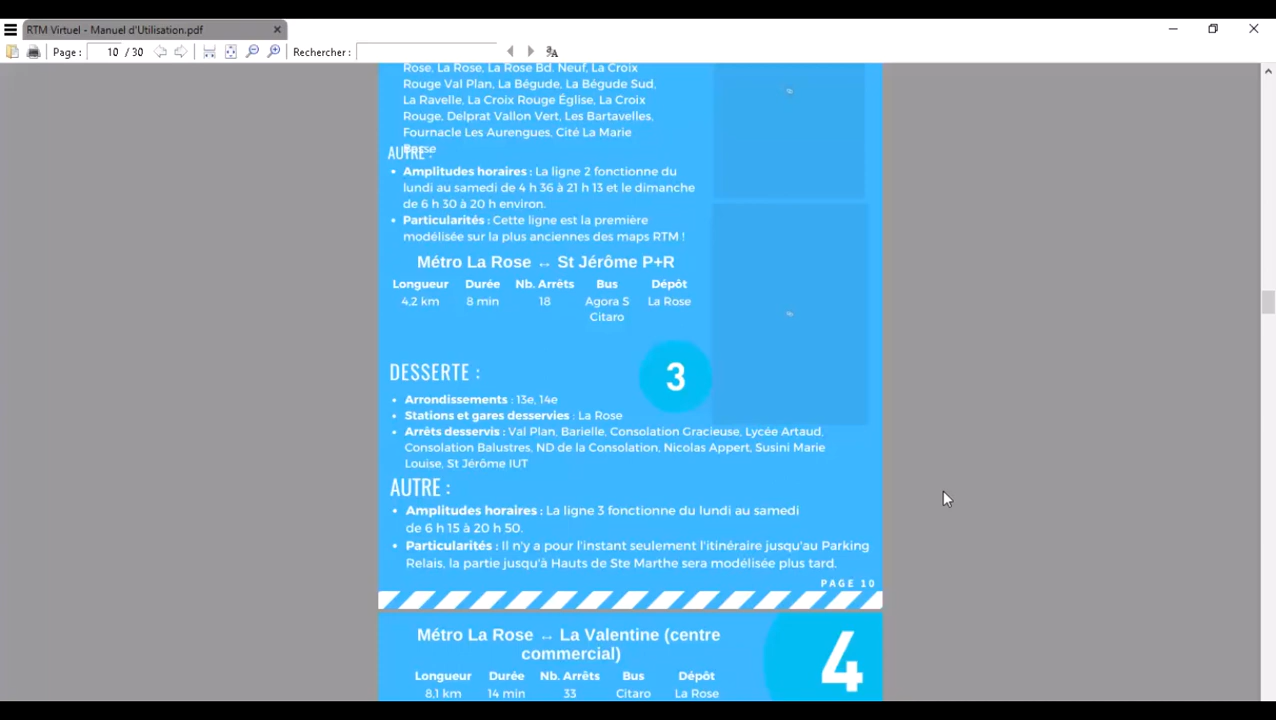 RTM Virtuel - Manuel d'Utilisation.pdf
Page : 10 / 30 Rechercher :
Rose, La Rose, La Rose Bd. Neuf, La Croix
Rouge Val Plan, La Bégude, La Bégude Sud,
La Ravelle, La Croix Rouge Église, La Croix
Rouge, Delprat Vallon Vert, Les Bartavelles,
Fournacle Les Aurengues, Cité La Marie
Basse
AUTRE :
• Amplitudes horaires : La ligne 2 fonctionne du
lundi au samedi de 4 h 36 à 21 h 13 et le dimanche
de 6 h 30 à 20 h environ.
• Particularités : Cette ligne est la première
modélisée sur la plus anciennes des maps RTM !
Métro La Rose ↔ St Jérôme P+R
Longueur Durée Nb. Arrêts Bus Dépôt
4,2 km 8 min 18 Agora S La Rose
Citaro
3
DESSERTE :
• Arrondissements : 13e, 14e
• Stations et gares desservies : La Rose
• Arrêts desservis : Val Plan, Barielle, Consolation Gracieuse, Lycée Artaud,
Consolation Balustres, ND de la Consolation, Nicolas Appert, Susini Marie
Louise, St Jérôme IUT
AUTRE :
• Amplitudes horaires : La ligne 3 fonctionne du lundi au samedi
de 6 h 15 à 20 h 50.
• Particularités : Il n'y a pour l'instant seulement l'itinéraire jusqu'au Parking
Relais, la partie jusqu'à Hauts de Ste Marthe sera modélisée plus tard.
PAGE 10
Métro La Rose ↔ La Valentine (centre
commercial)
4
Longueur Durée Nb. Arrêts Bus Dépôt
8,1 km 14 min 33 Citaro La Rose